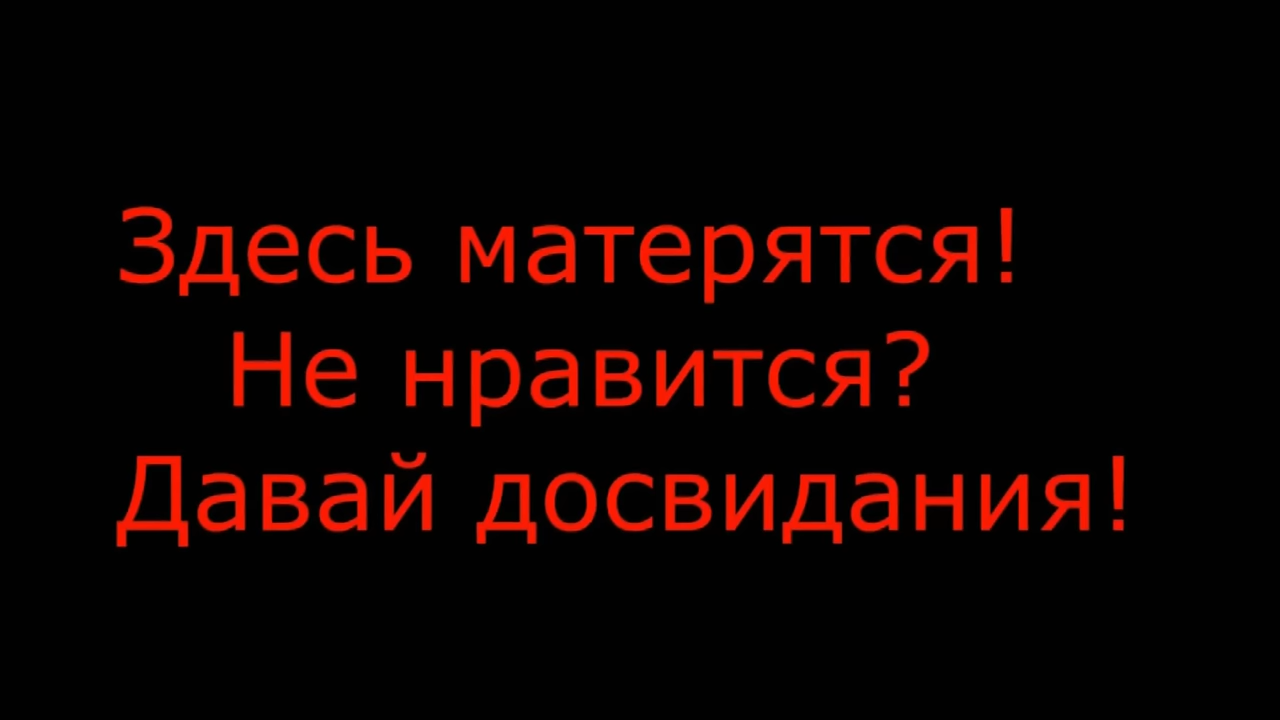 Здесь матерятся!
Не нравится?
Давай досвидания!